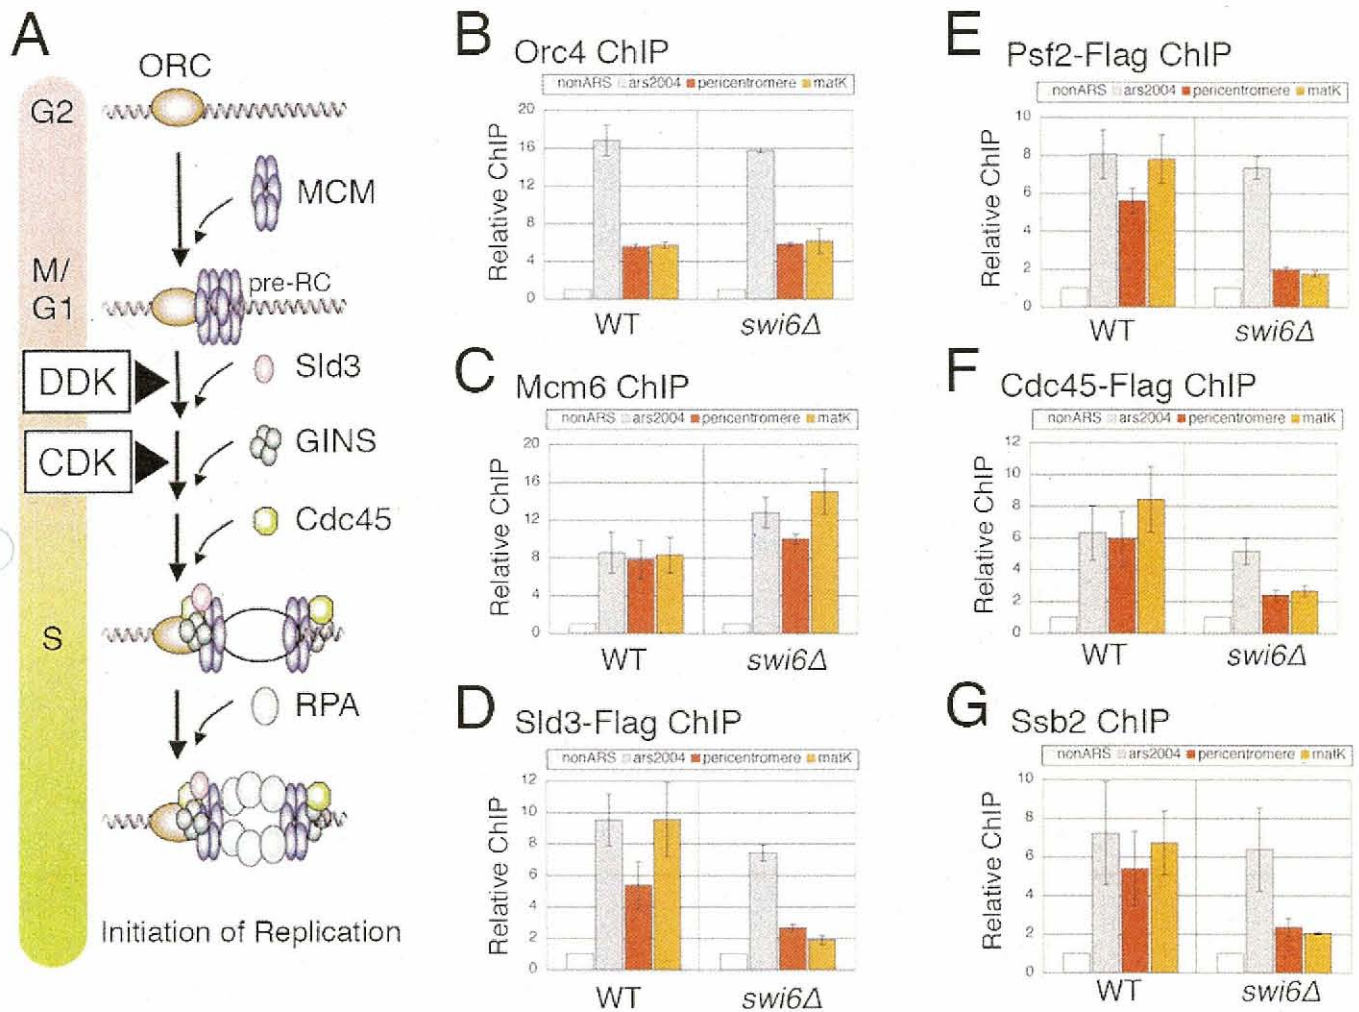 A
ORC
G2
MCM
M/
G1
pre-RC
DDK
Sld3
CDK
GINS
Cdc45
S
RPA
Initiation of Replication
B Orc4 ChIP
nonARS ars2004 pericentromere matK
Relative ChIP
20
16
12
8
4
0
WT swi6Δ
C Mcm6 ChIP
nonARS ars2004 pericentromere matK
Relative ChIP
20
16
12
8
4
0
WT swi6Δ
D Sld3-Flag ChIP
nonARS ars2004 pericentromere matK
Relative ChIP
12
10
8
6
4
2
0
WT swi6Δ
E Psf2-Flag ChIP
nonARS ars2004 pericentromere matK
Relative ChIP
10
8
6
4
2
0
WT swi6Δ
F Cdc45-Flag ChIP
nonARS ars2004 pericentromere matK
Relative ChIP
12
10
8
6
4
2
0
WT swi6Δ
G Ssb2 ChIP
nonARS ars2004 pericentromere matK
Relative ChIP
10
8
6
4
2
0
WT swi6Δ